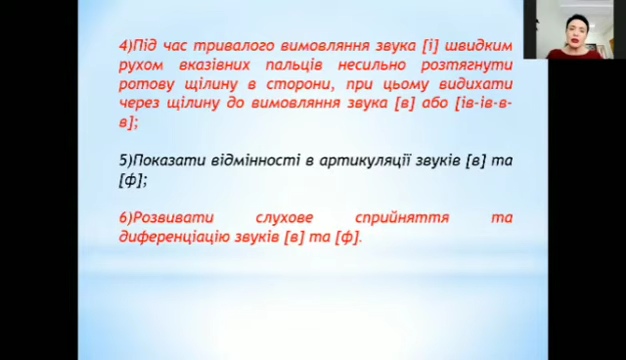 4)Під час тривалого вимовляння звука [і] швидким
рухом вказівних пальців несильно розтягнути
ротову щілину в сторони, при цьому видихати
через щілину до вимовляння звука [в] або [ів-ів-в-
в];
5)Показати відмінності в артикуляції звуків [в] та
[ф];
6)Розвивати слухове сприйняття та
диференціацію звуків [в] та [ф].